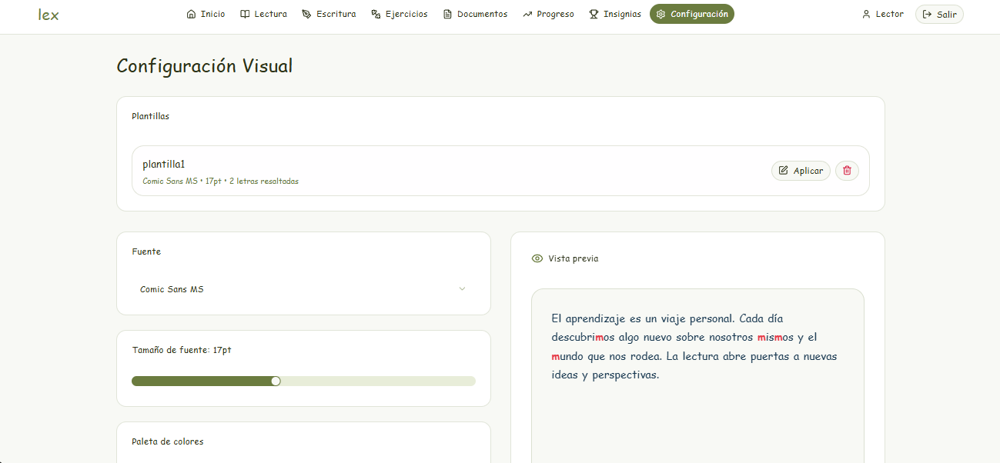 lex
Inicio
Lectura
Escritura
Ejercicios
Documentos
Progreso
Insignias
Configuración
Lector
Salir
Configuración Visual
Plantillas
plantilla1
Comic Sans MS • 17pt • 2 letras resaltadas
Aplicar
Fuente
Comic Sans MS
Tamaño de fuente: 17pt
Paleta de colores
Vista previa
El aprendizaje es un viaje personal. Cada día
descubrimos algo nuevo sobre nosotros mismos y el
mundo que nos rodea. La lectura abre puertas a nuevas
ideas y perspectivas.